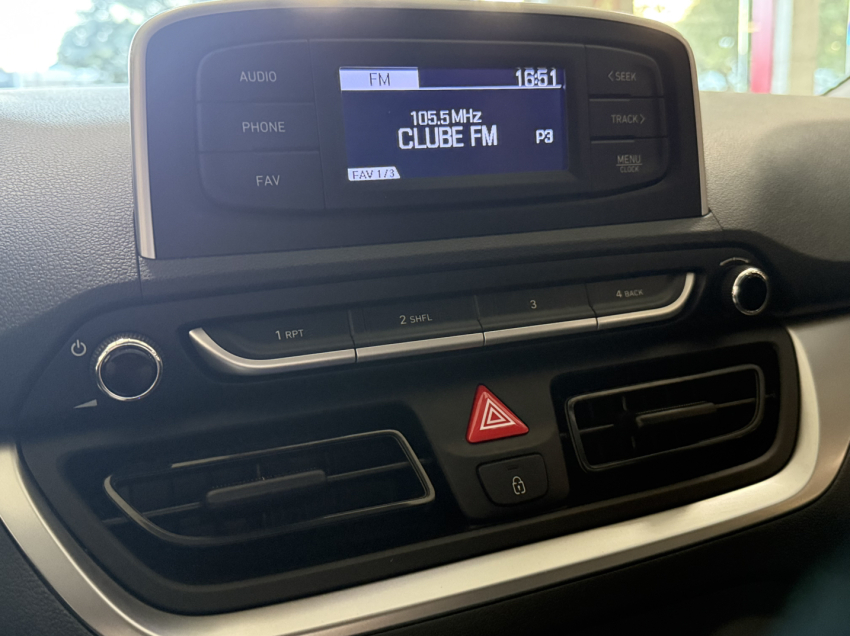 AUDIO
PHONE
FAV
FM 16:51
105.5 MHz
CLUBE FM P3
FAV 1/3
< SEEK
TRACK >
MENU
CLOCK
1 RPT
2 SHFL
3
4 BACK